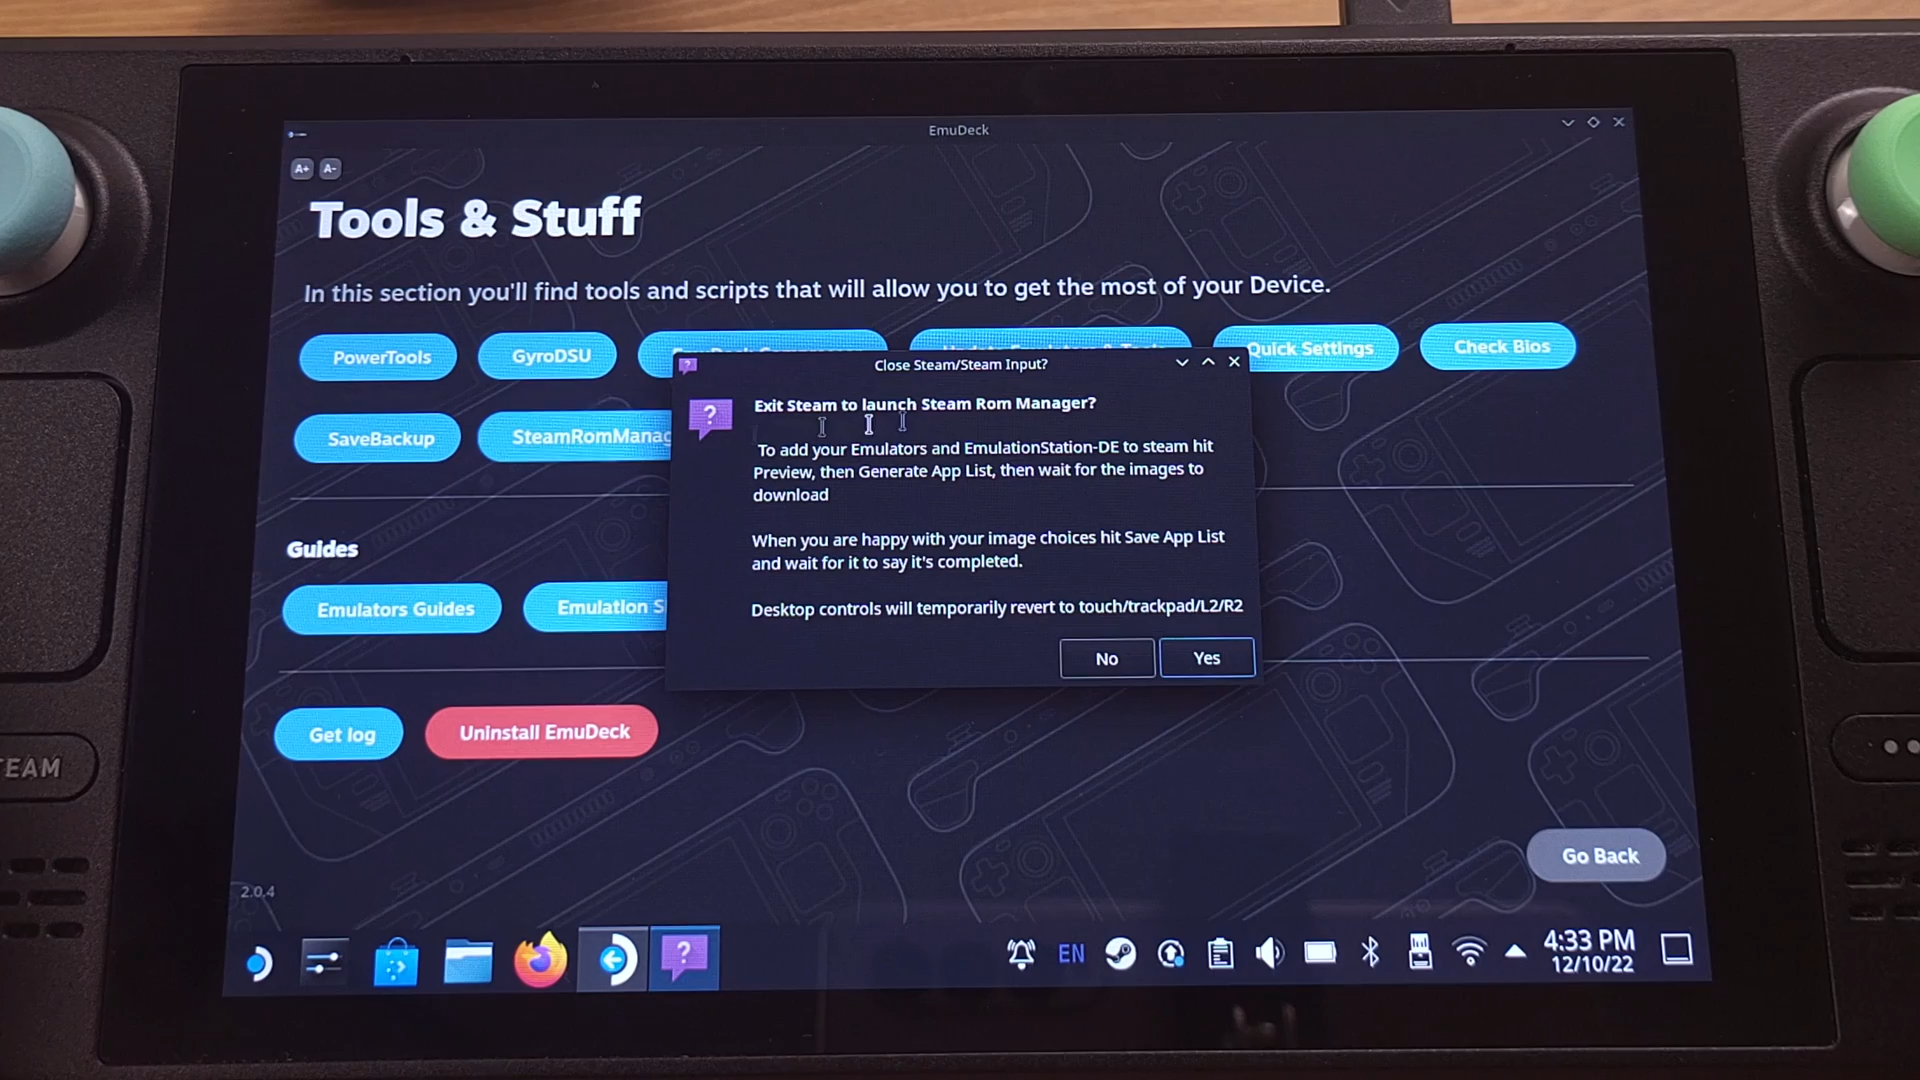 EmuDeck
A+ A-
Tools & Stuff
In this section you'll find tools and scripts that will allow you to get the most of your Device.
PowerTools
GyroDSU
Quick Settings
Check Bios
SaveBackup
SteamRomManag
Close Steam/Steam Input?
Exit Steam to launch Steam Rom Manager?
To add your Emulators and EmulationStation-DE to steam hit
Preview, then Generate App List, then wait for the images to
download
When you are happy with your image choices hit Save App List
and wait for it to say it's completed.
Desktop controls will temporarily revert to touch/trackpad/L2/R2
No
Yes
Guides
Emulators Guides
Emulation S
Get log
Uninstall EmuDeck
Go Back
2.0.4
TEAM
EN
4:33 PM
12/10/22